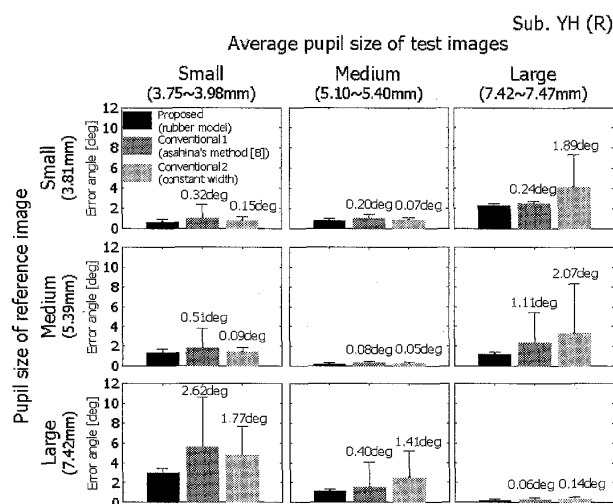 Sub. YH (R)
Average pupil size of test images
Small
(3.75~3.98mm)
Medium
(5.10~5.40mm)
Large
(7.42~7.47mm)
Pupil size of reference image
Small
(3.81mm)
Error angle [deg]
12
10
8
6
4
2
0
Proposed
(rubber model)
Conventional 1
(asahina's method [8])
Conventional 2
(constant width)
0.32deg
0.15deg
0.20deg
0.07deg
0.24deg
1.89deg
Medium
(5.39mm)
Error angle [deg]
12
10
8
6
4
2
0
0.51deg
0.09deg
0.08deg
0.05deg
1.11deg
2.07deg
Large
(7.42mm)
Error angle [deg]
12
10
8
6
4
2
0
2.62deg
1.77deg
0.40deg
1.41deg
0.06deg
0.14deg